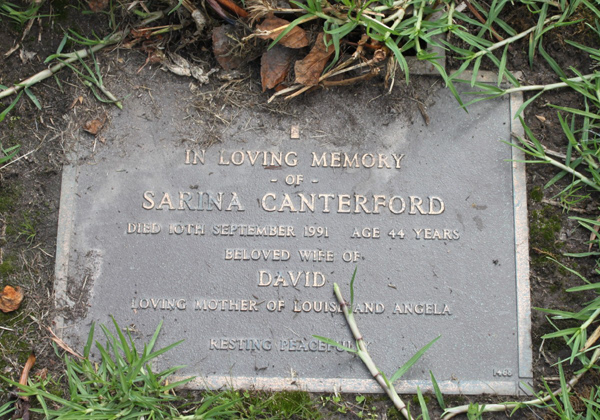 IN LOVING MEMORY
- OF -
SARINA CANTERFORD
DIED 10TH SEPTEMBER 1991 AGE 44 YEARS
BELOVED WIFE OF
DAVID
LOVING MOTHER OF LOUISE AND ANGELA
RESTING PEACEFULLY
1468